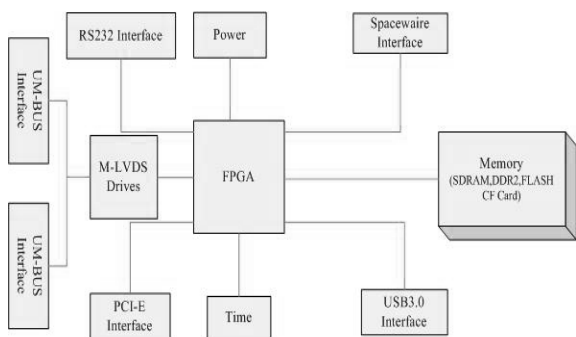 RS232 Interface
Power
Spacewaire
Interface
UM-BUS
Interface
M-LVDS
Drives
FPGA
Memory
(SDRAM,DDR2,FLASH
CF Card)
UM-BUS
Interface
PCI-E
Interface
Time
USB3.0
Interface